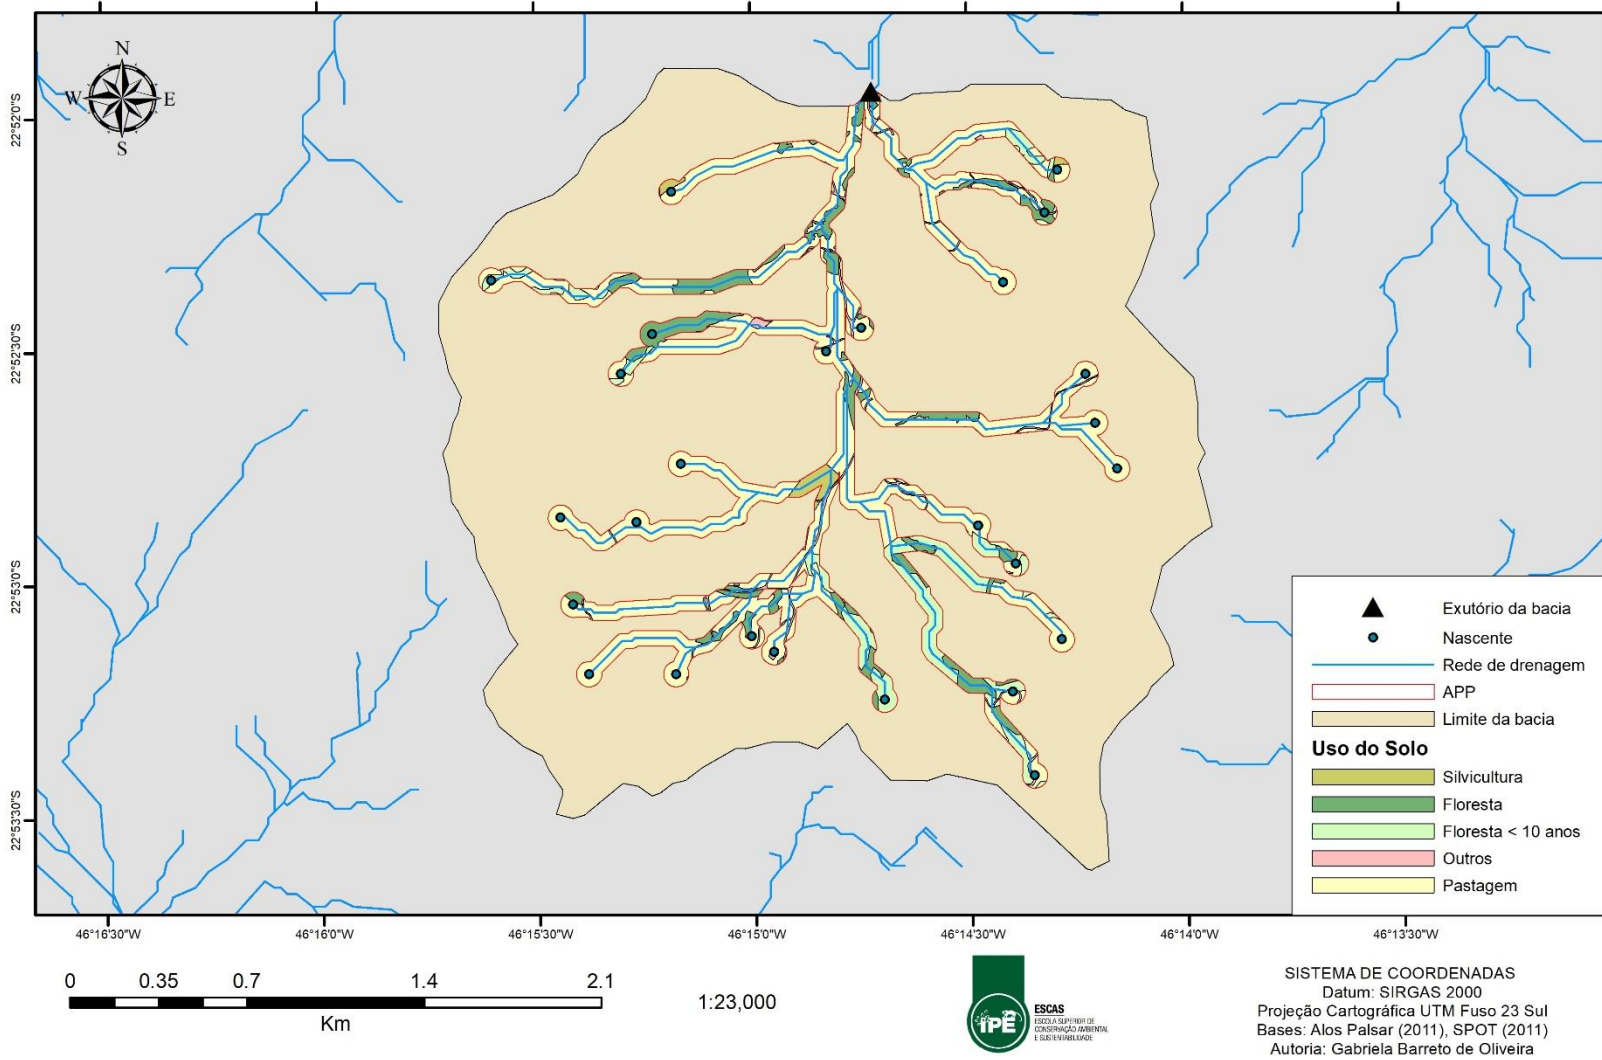 N
W E
S
22°52'0"S
22°52'30"S
22°53'0"S
22°53'30"S
Exutório da bacia
Nascente
Rede de drenagem
APP
Limite da bacia
Uso do Solo
Silvicultura
Floresta
Floresta < 10 anos
Outros
Pastagem
46°16'30"W 46°16'0"W 46°15'30"W 46°15'0"W 46°14'30"W 46°14'0"W 46°13'30"W
0 0.35 0.7 1.4 2.1
Km
1:23,000
IPÊ
ESCAS
ESCOLA SUPERIOR DE
CONSERVAÇÃO AMBIENTAL
E SUSTENTABILIDADE
SISTEMA DE COORDENADAS
Datum: SIRGAS 2000
Projeção Cartográfica UTM Fuso 23 Sul
Bases: Alos Palsar (2011), SPOT (2011)
Autoria: Gabriela Barreto de Oliveira